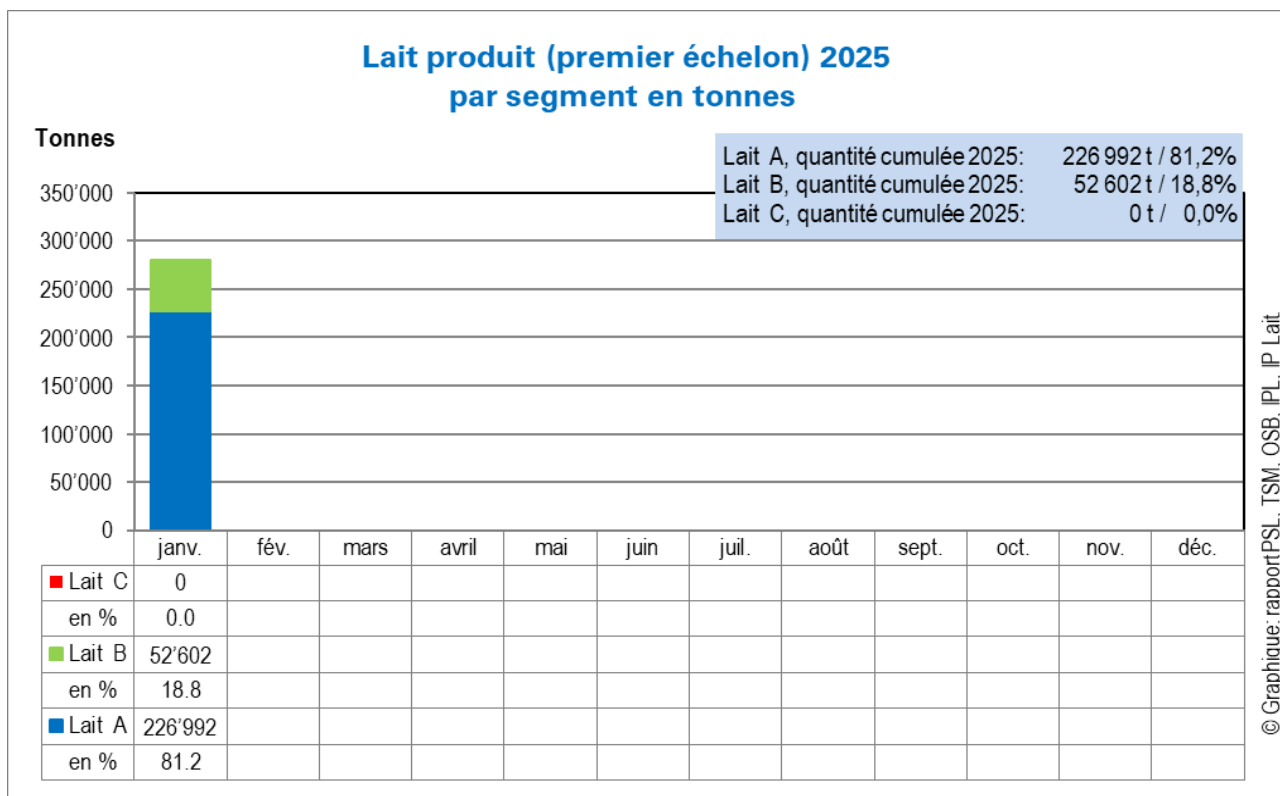 Lait produit (premier échelon) 2025
par segment en tonnes
Tonnes
Lait A, quantité cumulée 2025: 226 992 t / 81,2%
Lait B, quantité cumulée 2025: 52 602 t / 18,8%
Lait C, quantité cumulée 2025: 0 t / 0,0%
350'000
300'000
250'000
200'000
150'000
100'000
50'000
0
janv. fév. mars avril mai juin juil. août sept. oct. nov. déc.
Lait C 0
en % 0.0
Lait B 52'602
en % 18.8
Lait A 226'992
en % 81.2
© Graphique: rapport PSL, TSM, OSB, IPL, IP Lait